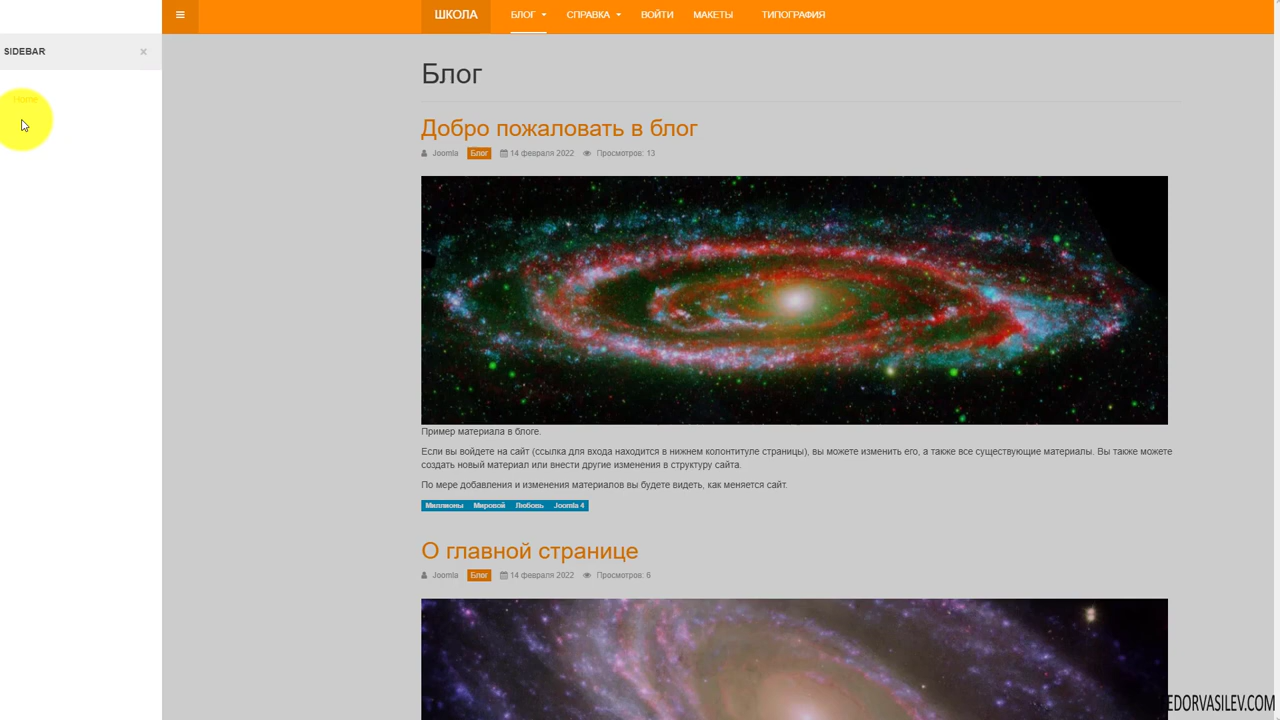 ШКОЛА БЛОГ СПРАВКА ВОЙТИ МАКЕТЫ ТИПОГРАФИЯ
SIDEBAR ×
Home
Блог
Добро пожаловать в блог
Joomla Блог 14 февраля 2022 Просмотров: 13
Пример материала в блоге.
Если вы войдете на сайт (ссылка для входа находится в нижнем колонтитуле страницы), вы можете изменить его, а также все существующие материалы. Вы также можете
создать новый материал или внести другие изменения в структуру сайта.
По мере добавления и изменения материалов вы будете видеть, как меняется сайт.
Миллионы Мировой Любовь Joomla 4
О главной странице
Joomla Блог 14 февраля 2022 Просмотров: 6
EDORVASILEV.COM